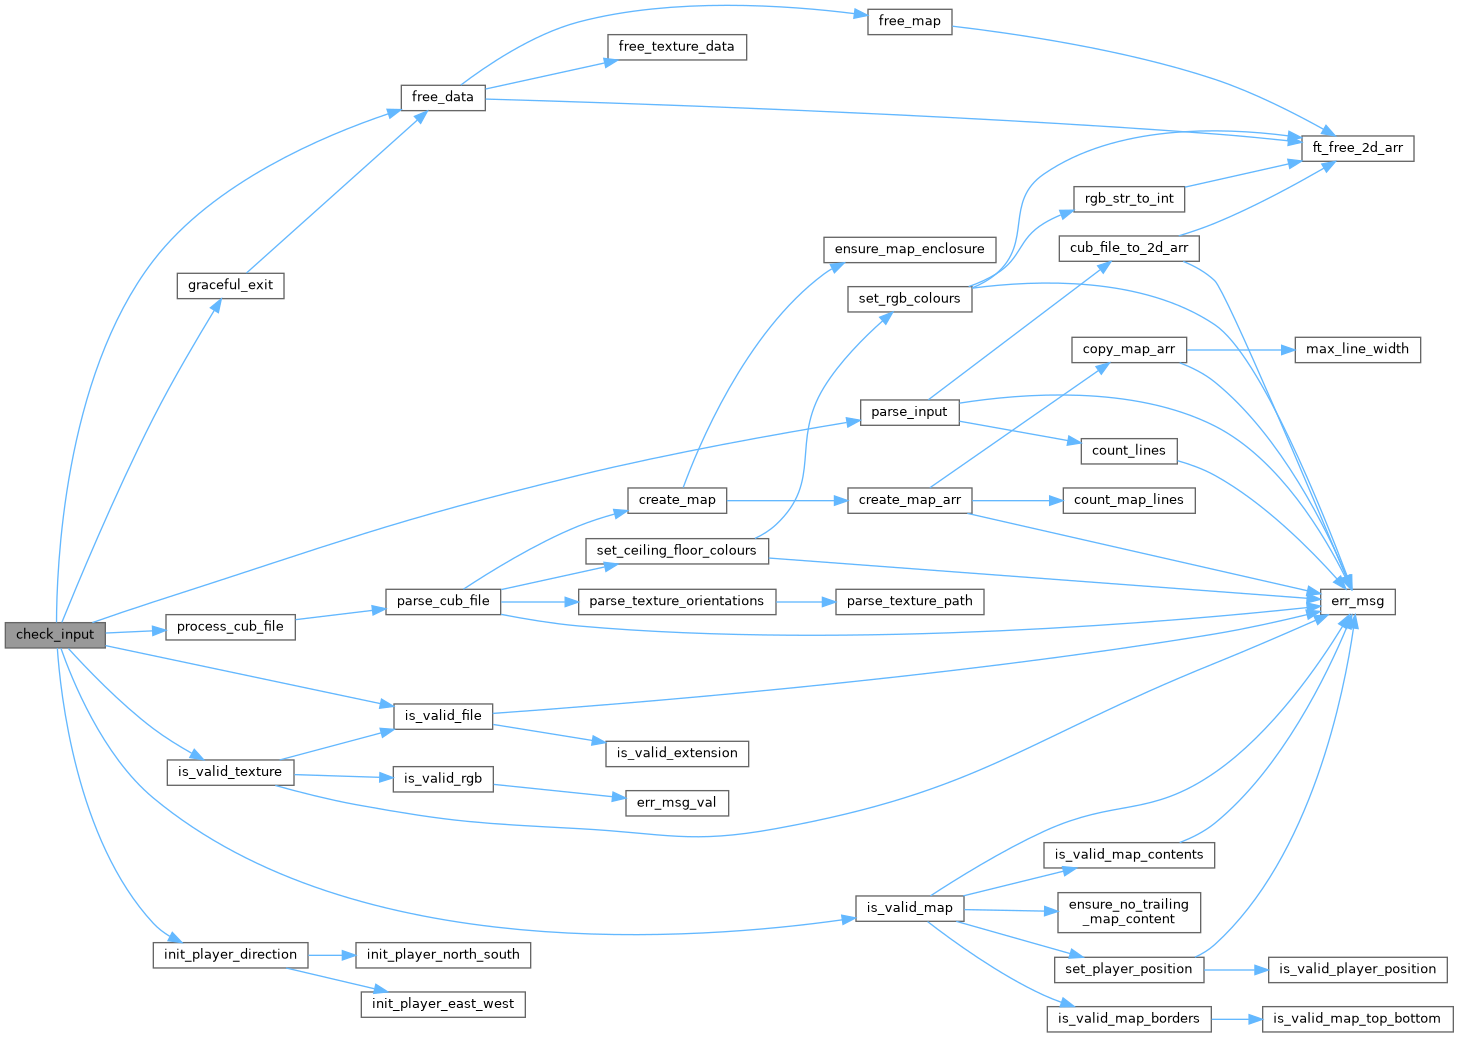 free_map
free_texture_data
free_data
ft_free_2d_arr
rgb_str_to_int
cub_file_to_2d_arr
ensure_map_enclosure
graceful_exit
set_rgb_colours
copy_map_arr
max_line_width
parse_input
count_lines
create_map
create_map_arr
count_map_lines
set_ceiling_floor_colours
parse_cub_file
parse_texture_orientations
parse_texture_path
err_msg
check_input
process_cub_file
is_valid_file
is_valid_extension
is_valid_texture
is_valid_rgb
err_msg_val
is_valid_map_contents
is_valid_map
ensure_no_trailing
_map_content
init_player_direction
init_player_north_south
set_player_position
is_valid_player_position
init_player_east_west
is_valid_map_borders
is_valid_map_top_bottom